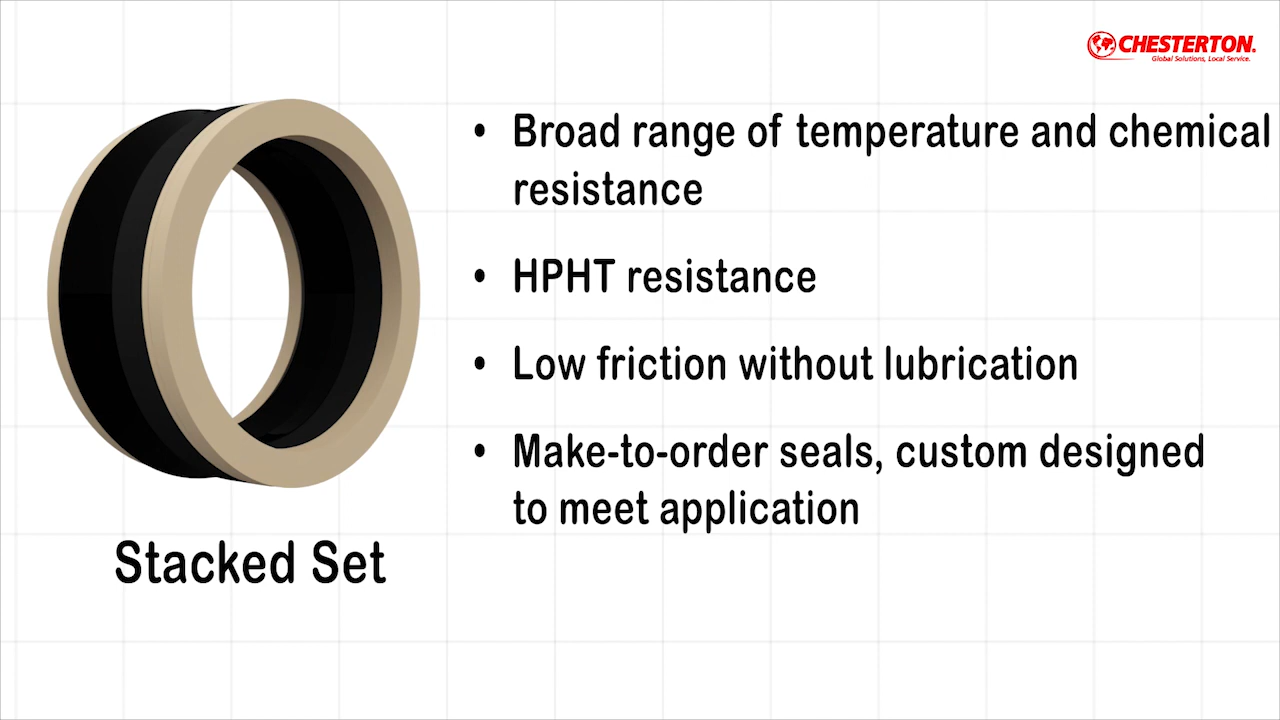 CHESTERTON.
Global Solutions, Local Service.
• Broad range of temperature and chemical
resistance
• HPHT resistance
• Low friction without lubrication
• Make-to-order seals, custom designed
to meet application
Stacked Set